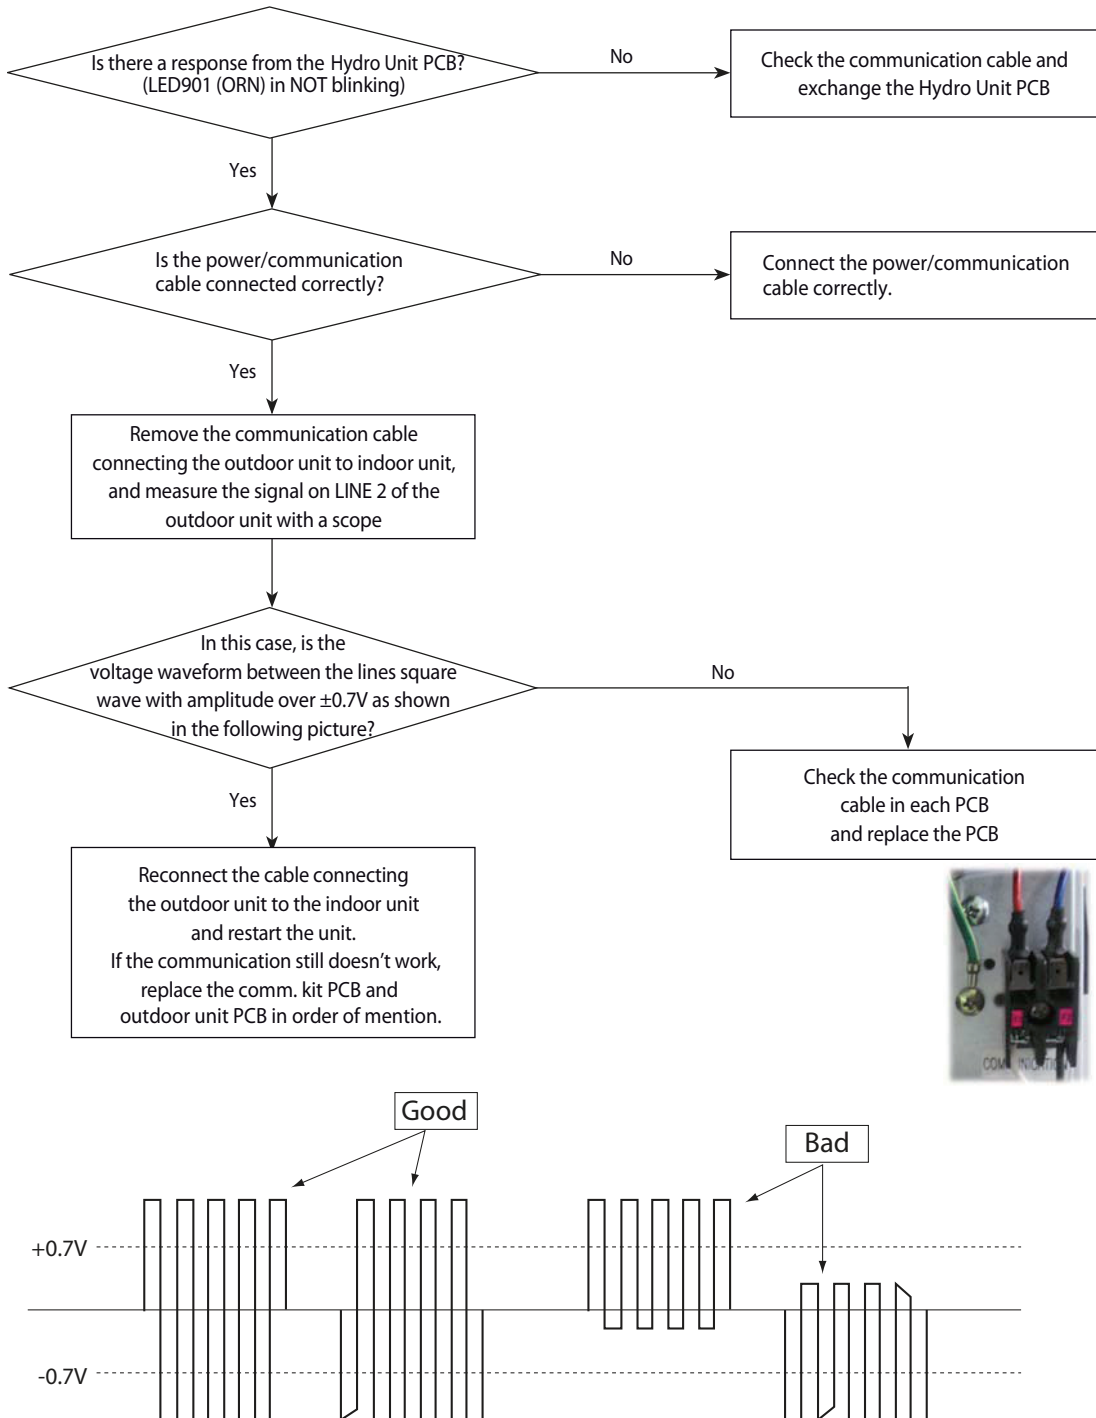 Is there a response from the Hydro Unit PCB?
(LED901 (ORN) in NOT blinking)
No
Check the communication cable and
exchange the Hydro Unit PCB
Yes
Is the power/communication
cable connected correctly?
No
Connect the power/communication
cable correctly.
Yes
Remove the communication cable
connecting the outdoor unit to indoor unit,
and measure the signal on LINE 2 of the
outdoor unit with a scope
In this case, is the
voltage waveform between the lines square
wave with amplitude over ±0.7V as shown
in the following picture?
No
Check the communication
cable in each PCB
and replace the PCB
Yes
Reconnect the cable connecting
the outdoor unit to the indoor unit
and restart the unit.
If the communication still doesn't work,
replace the comm. kit PCB and
outdoor unit PCB in order of mention.
Good
Bad
+0.7V
-0.7V